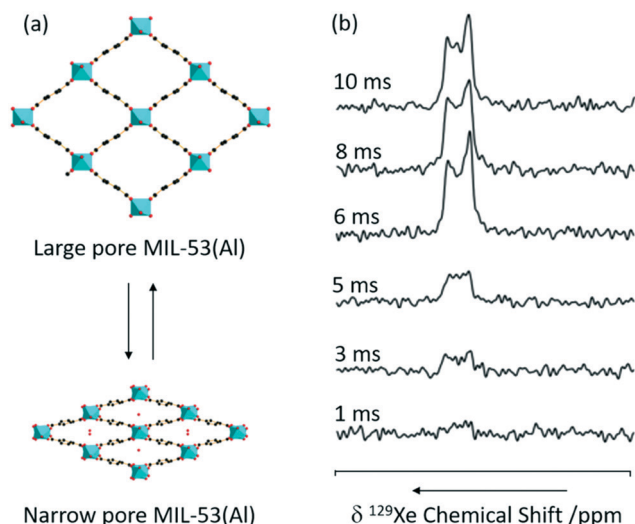 (a)
Large pore MIL-53(Al)
Narrow pore MIL-53(Al)
(b)
10 ms
8 ms
6 ms
5 ms
3 ms
1 ms
δ ¹²⁹Xe Chemical Shift /ppm